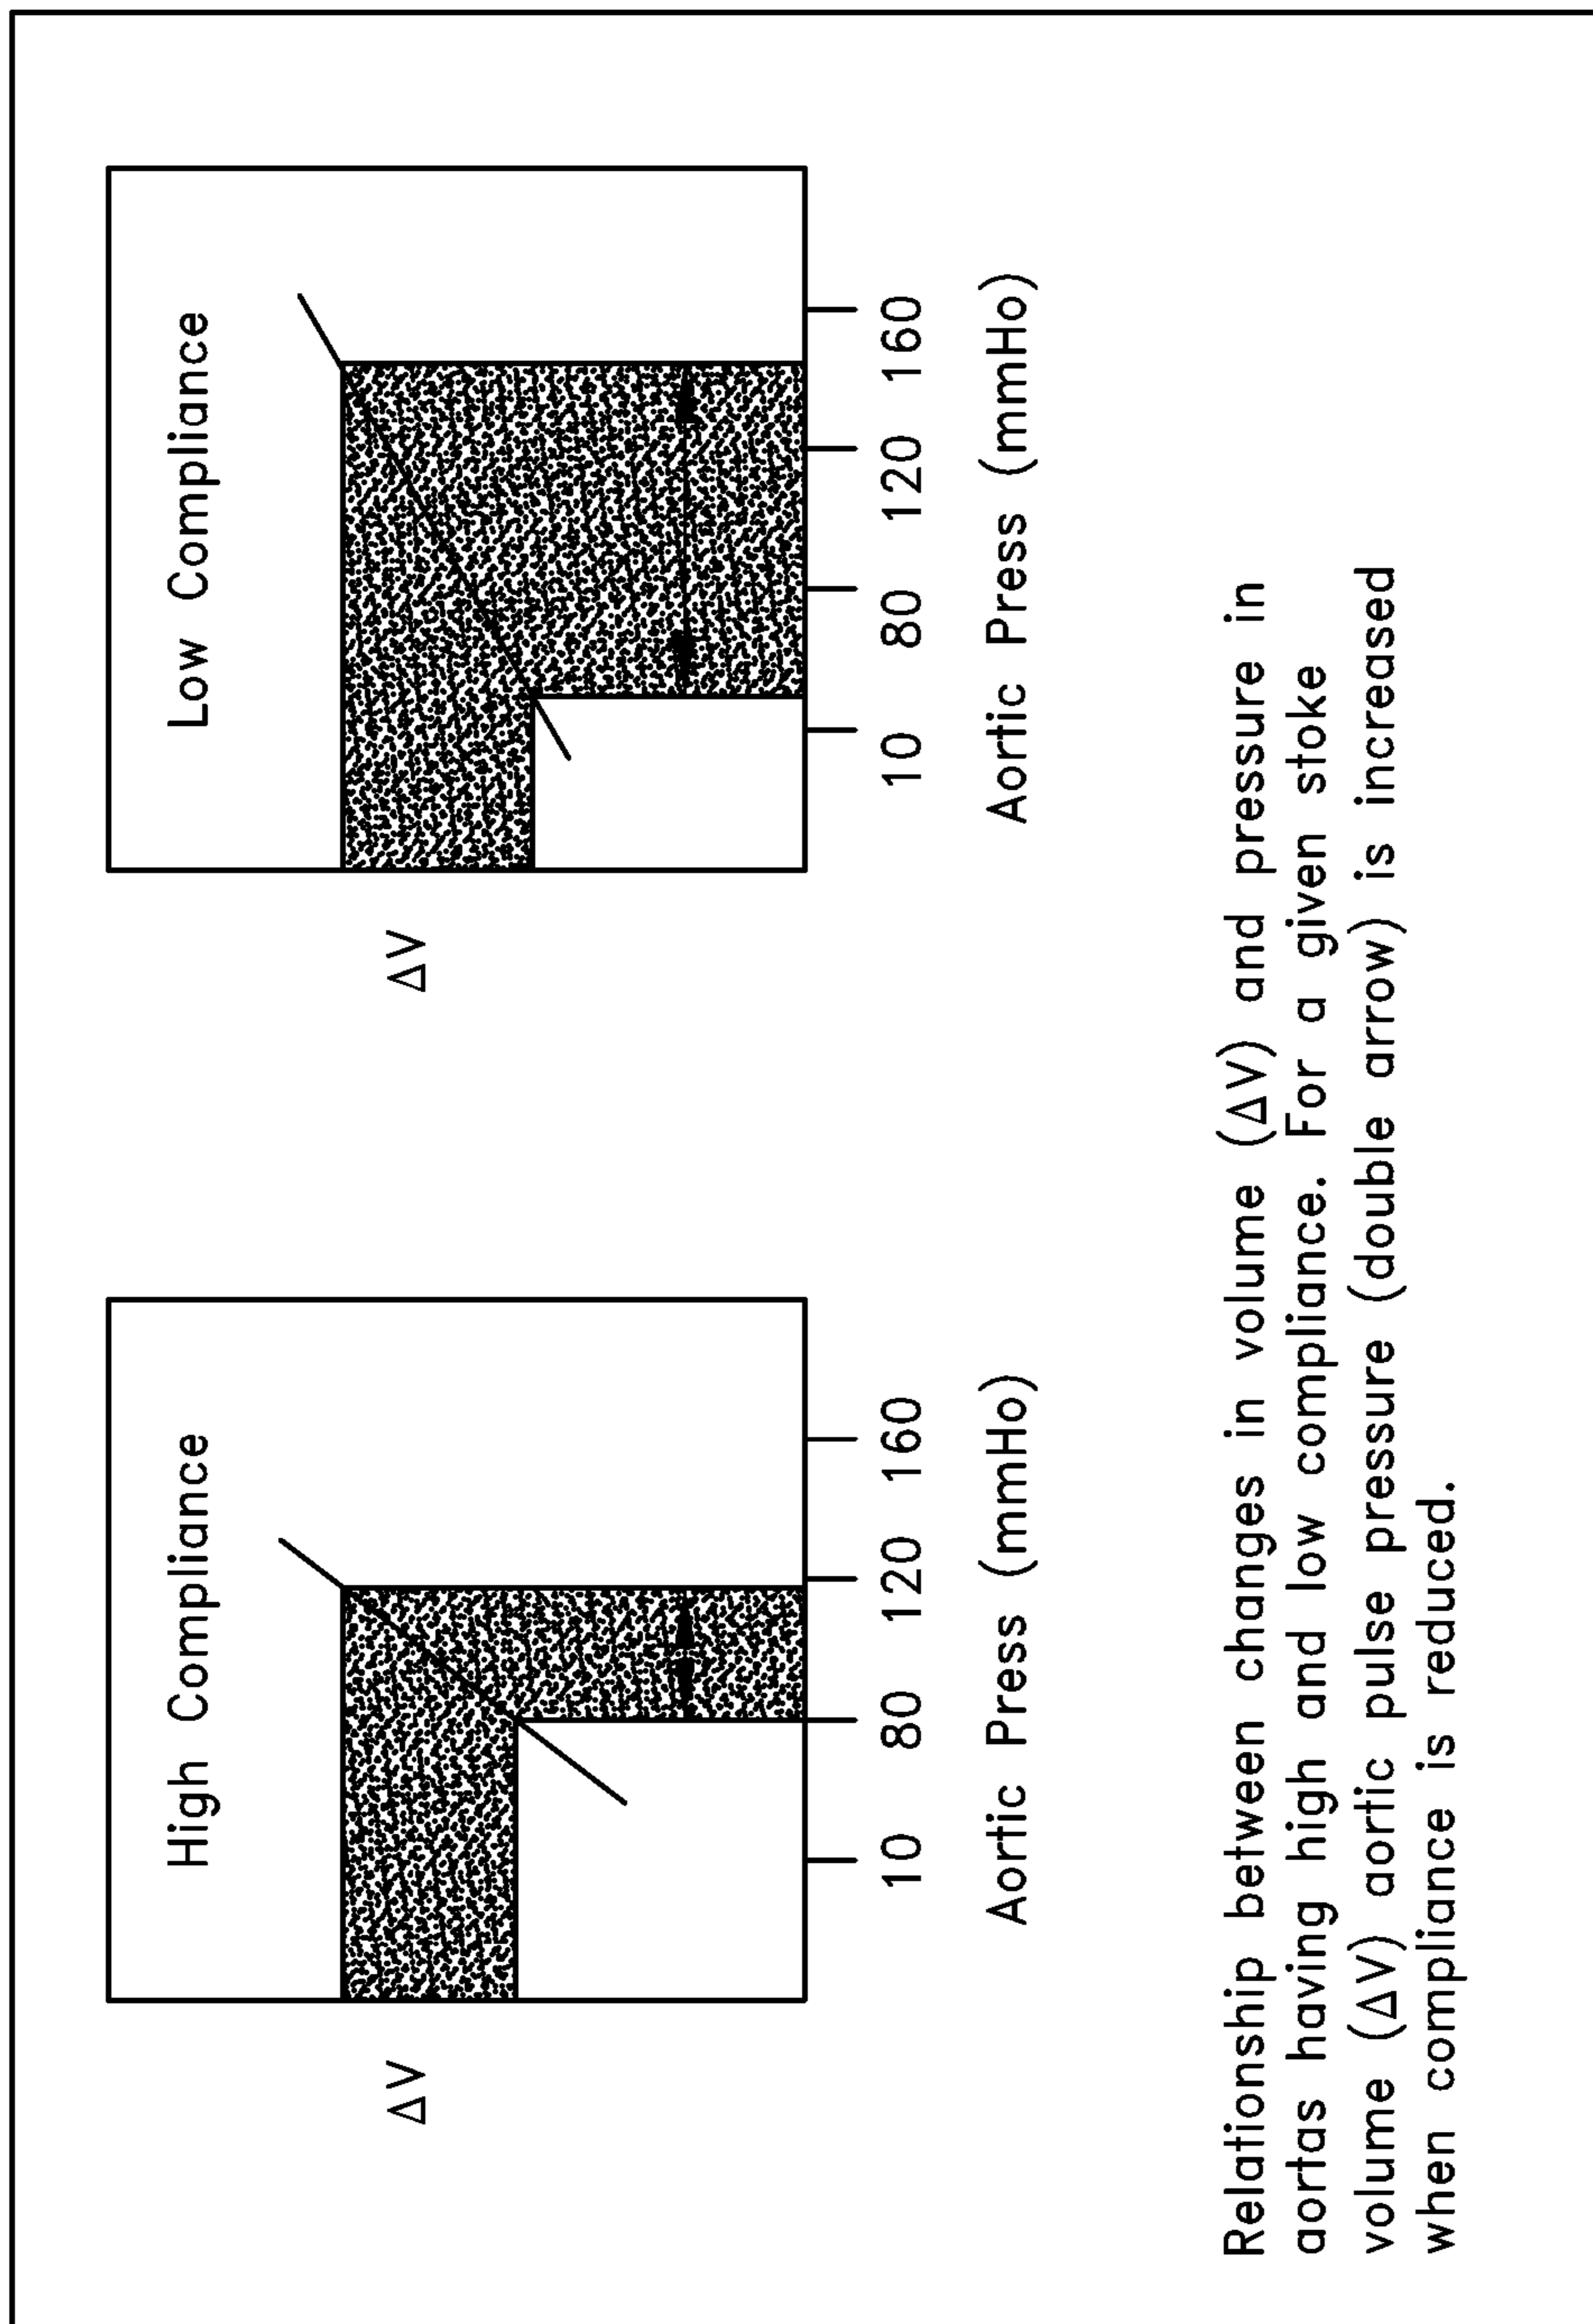 High Compliance
ΔV
10 80 120 160
Aortic Press (mmHo)
Low Compliance
ΔV
10 80 120 160
Aortic Press (mmHo)
Relationship between changes in volume (ΔV) and pressure in
aortas having high and low compliance. For a given stoke
volume (ΔV) aortic pulse pressure (double arrow) is increased
when compliance is reduced.